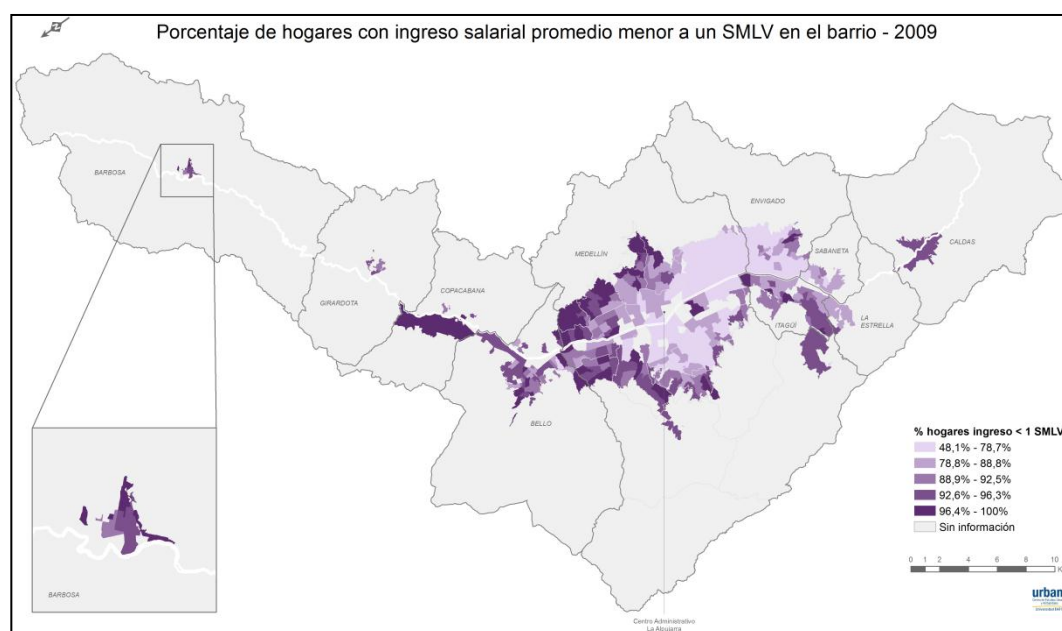 Porcentaje de hogares con ingreso salarial promedio menor a un SMLV en el barrio - 2009
BARBOSA
GIRARDOTA
COPACABANA
MEDELLÍN
ENVIGADO
SABANETA
CALDAS
LA
ESTRELLA
ITAGÜÍ
BELLO
BARBOSA
% hogares ingreso < 1 SMLV
48,1% - 78,7%
78,8% - 88,8%
88,9% - 92,5%
92,6% - 96,3%
96,4% - 100%
Sin información
0 1 2 4 6 8 10
K
urban
Centro Administrativo
La Alpujarra